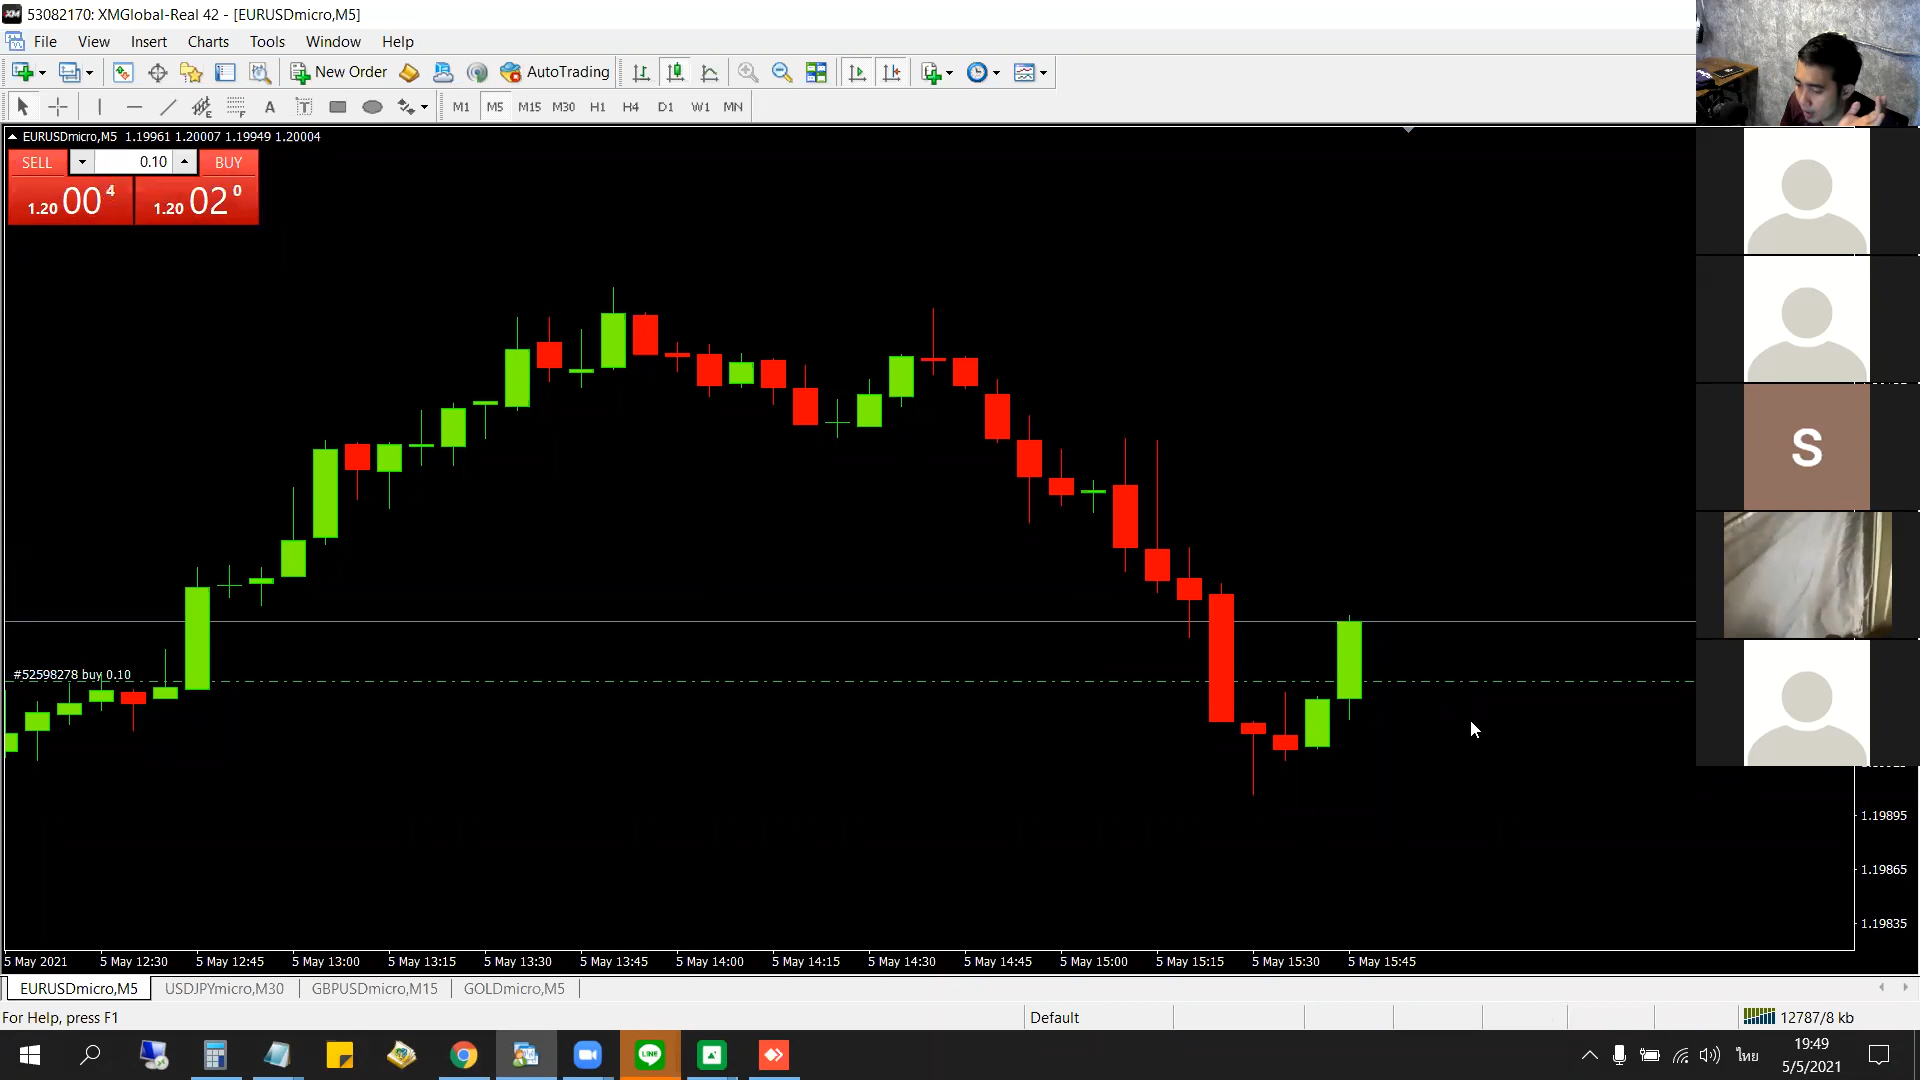 53082170: XMGlobal-Real 42 - [EURUSDmicro,M5]
File View Insert Charts Tools Window Help
New Order AutoTrading
A T M1 M5 M15 M30 H1 H4 D1 W1 MN
EURUSDmicro,M5 1.19961 1.20007 1.19949 1.20004
SELL 0.10 BUY
1.20 00 4 1.20 02 0
S
#52598278 buy 0.10
1.19895
1.19865
1.19835
5 May 2021 5 May 12:30 5 May 12:45 5 May 13:00 5 May 13:15 5 May 13:30 5 May 13:45 5 May 14:00 5 May 14:15 5 May 14:30 5 May 14:45 5 May 15:00 5 May 15:15 5 May 15:30 5 May 15:45
EURUSDmicro,M5 USDJPYmicro,M30 GBPUSDmicro,M15 GOLDmicro,M5
For Help, press F1 Default 12787/8 kb
LINE ไทย 19:49
5/5/2021